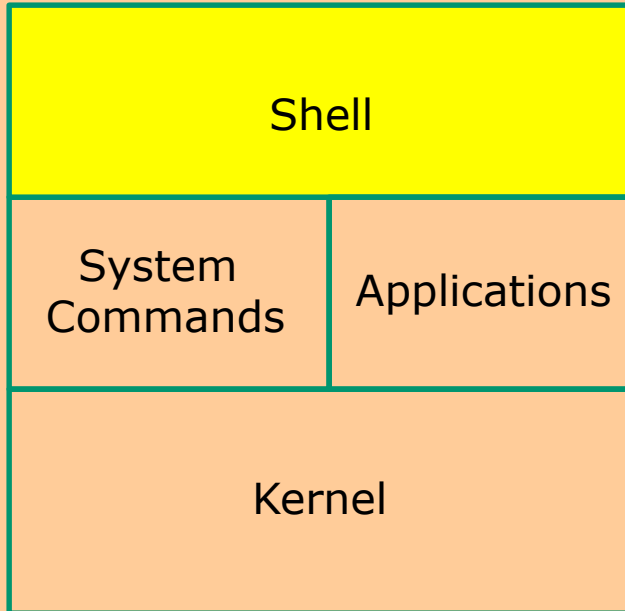 Shell
System
Commands
Applications
Kernel